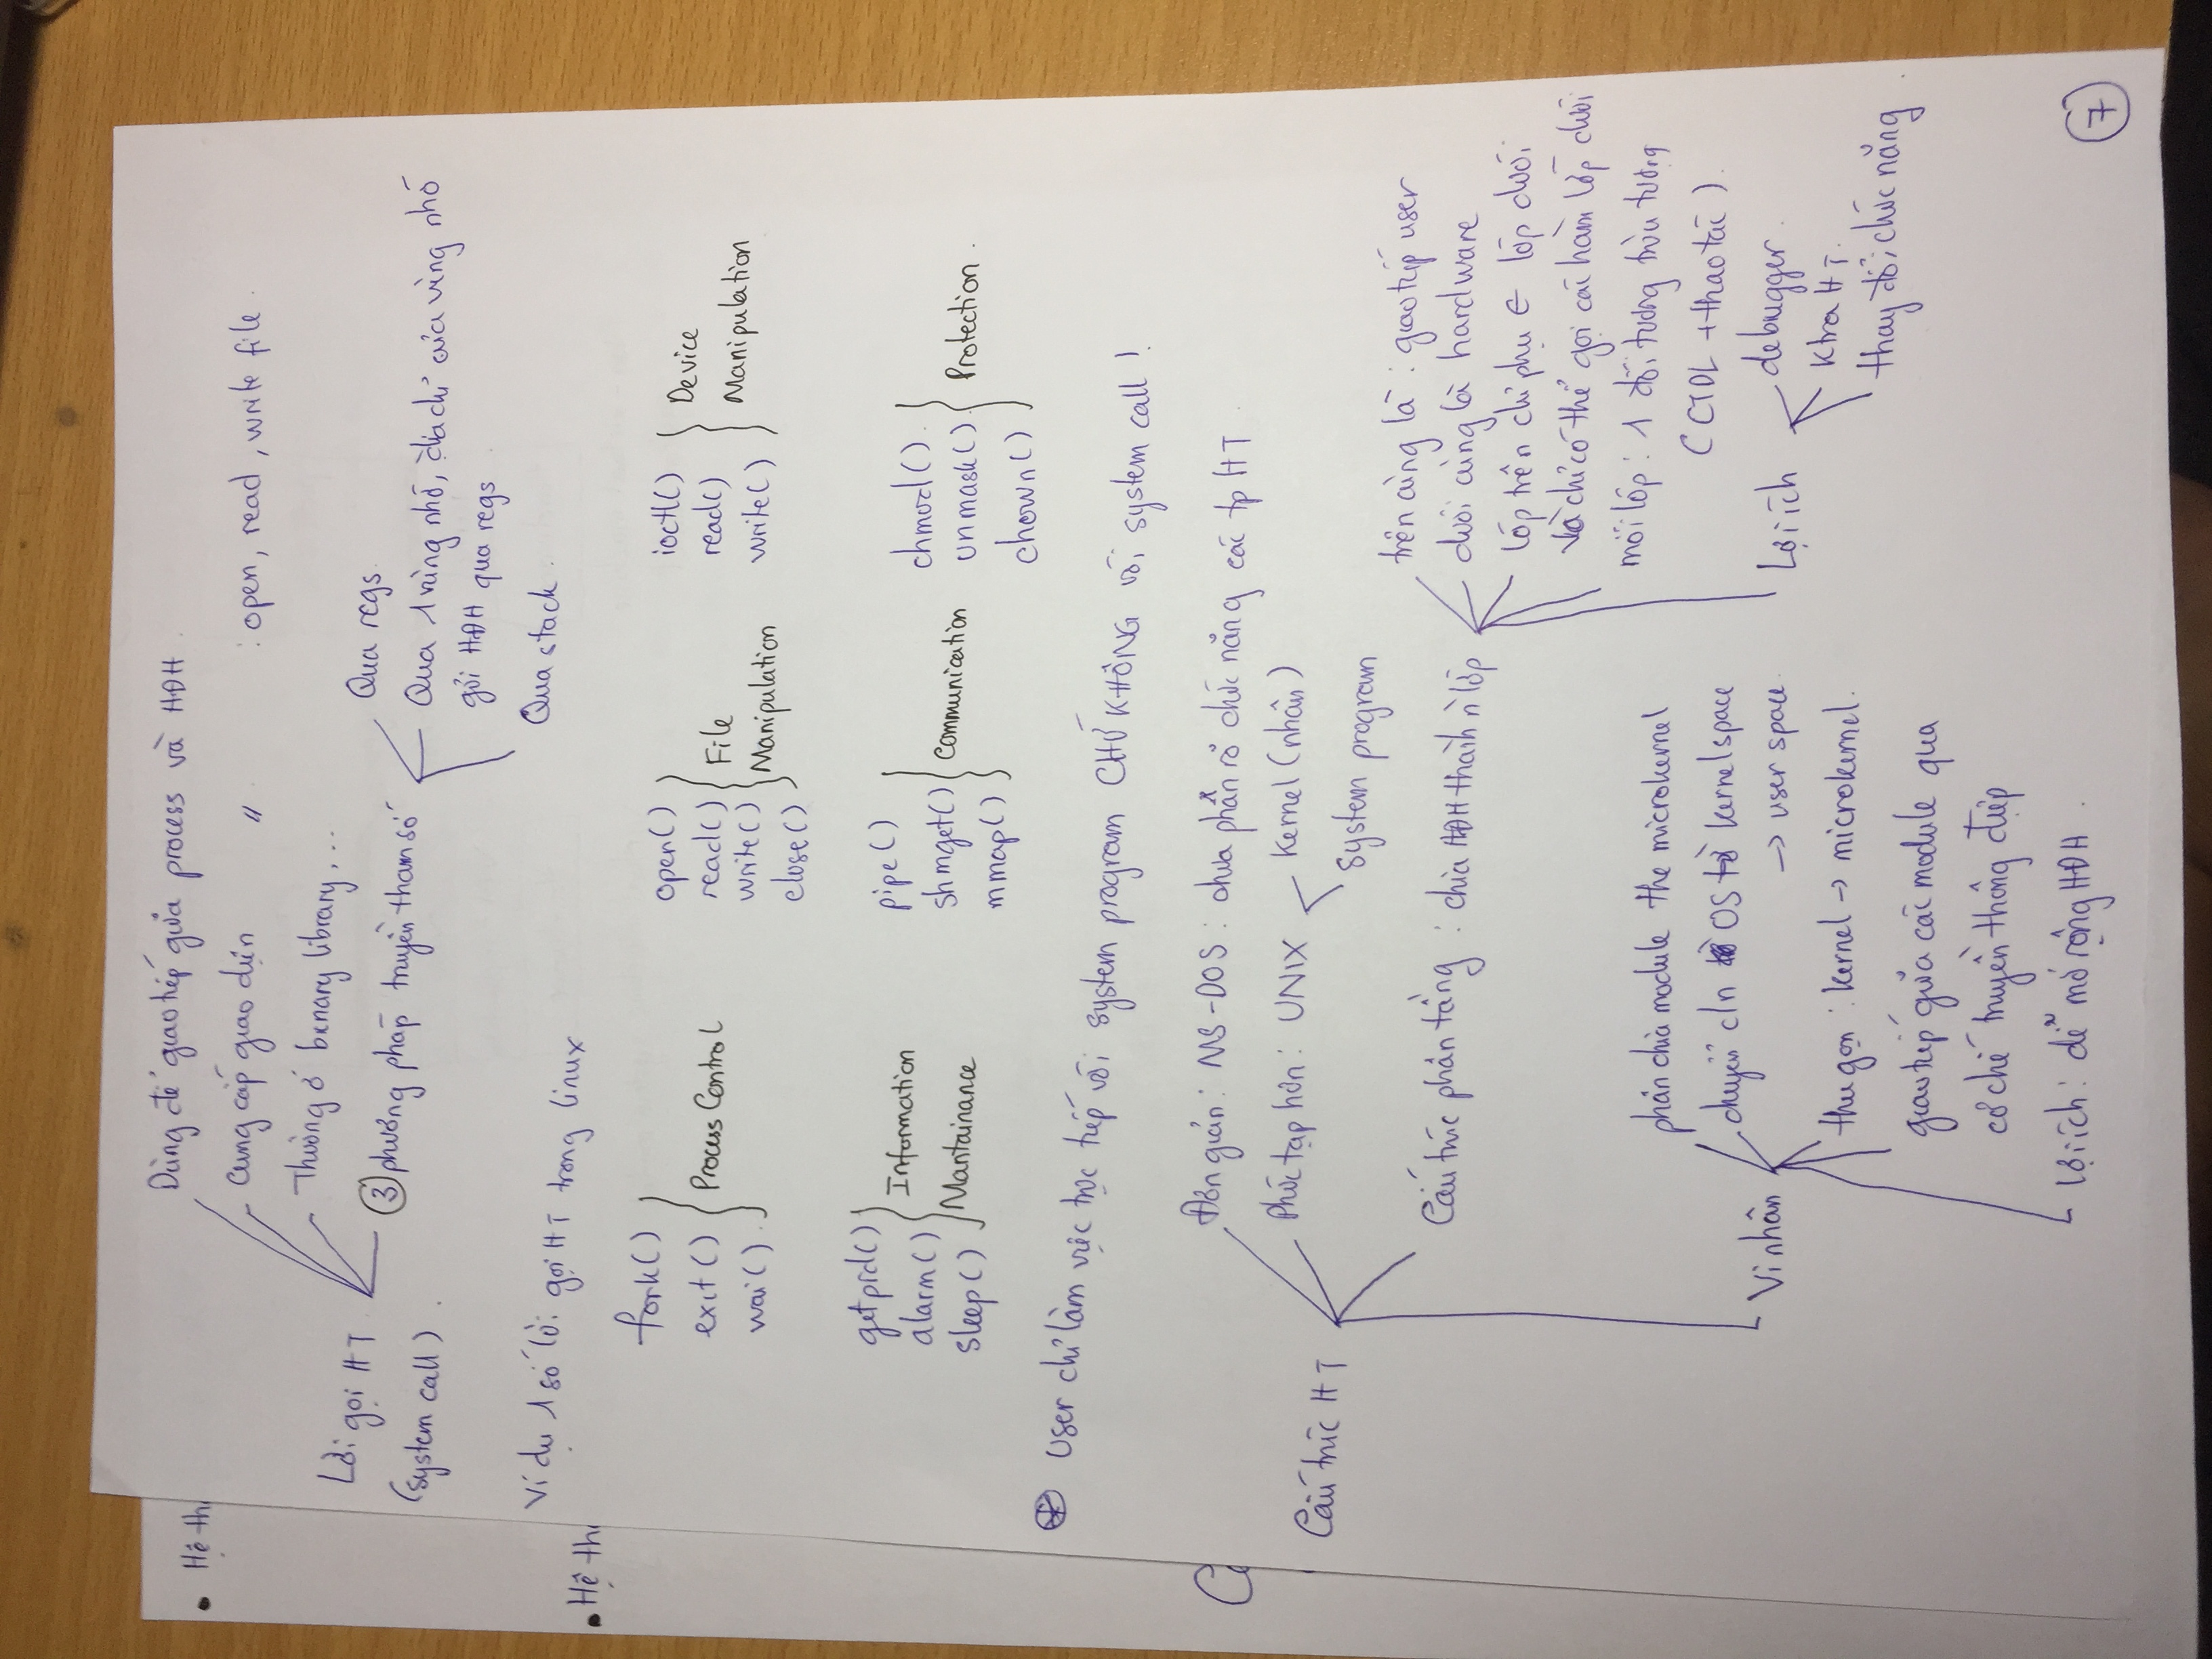 Dùng để giao tiếp giữa process và HĐH.
Cung cấp giao diện " : open, read, write file.
Thường ở binary library, ...
Lời gọi HT
(system call).
③ phương pháp truyền tham số
Qua regs.
Qua 1 vùng nhớ, địa chỉ của vùng nhớ
gửi HĐH qua regs
Qua stack.
Ví dụ 1 số lời gọi HT trong linux
fork()
exit()
wai()
Process Control
open()
read()
write()
close()
File
Manipulation
ioctl()
read()
write()
Device
Manipulation
getpid()
alarm()
sleep()
Information
Mantainance
pipe()
shmget()
mmap()
Communication
chmod()
unmask()
chown()
Protection.
User chỉ làm việc trực tiếp với system program CHỨ KHÔNG với system call!
Cấu trúc HT
Đơn giản: MS-DOS: chưa phân rõ chức năng các tp HT
Phức tạp hơn: UNIX
Kernel (nhân)
system program
Cấu trúc phân tầng: chia HĐH thành n lớp
trên cùng là: giao tiếp user
dưới cùng là hardware
lớp trên chỉ phụ ∈ lớp dưới
và chỉ có thể gọi các hàm lớp dưới
mỗi lớp: 1 đối tượng trừu tượng
(CTDL + thao tác).
Lợi ích
debugger.
Ktra HT.
thay đổi chức năng
Vi nhân
phân chia module the microkernel
chuyển c/n OS từ kernel space
-> user space.
thu gọn: kernel -> microkernel.
giao tiếp giữa các module qua
cơ chế truyền thông điệp
Lợi ích: dễ mở rộng HĐH.
7
• Hệ th
• Hệ th